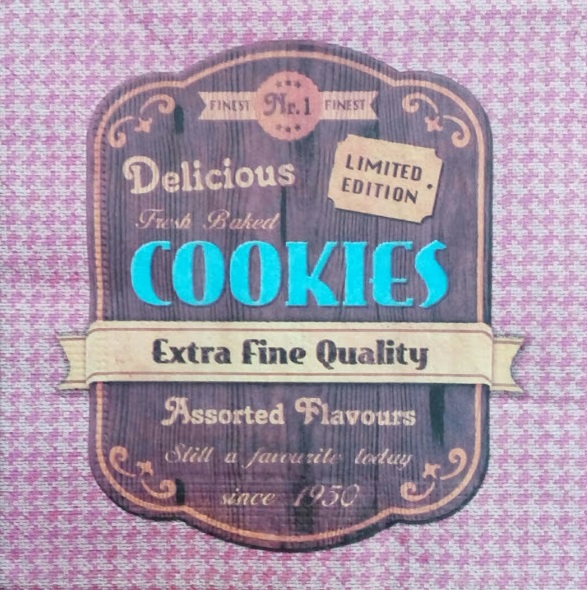 FINEST Nr.1 FINEST
Delicious
LIMITED
EDITION
Fresh Baked
COOKIES
Extra Fine Quality
Assorted Flavours
Still a favourite today
since 1950